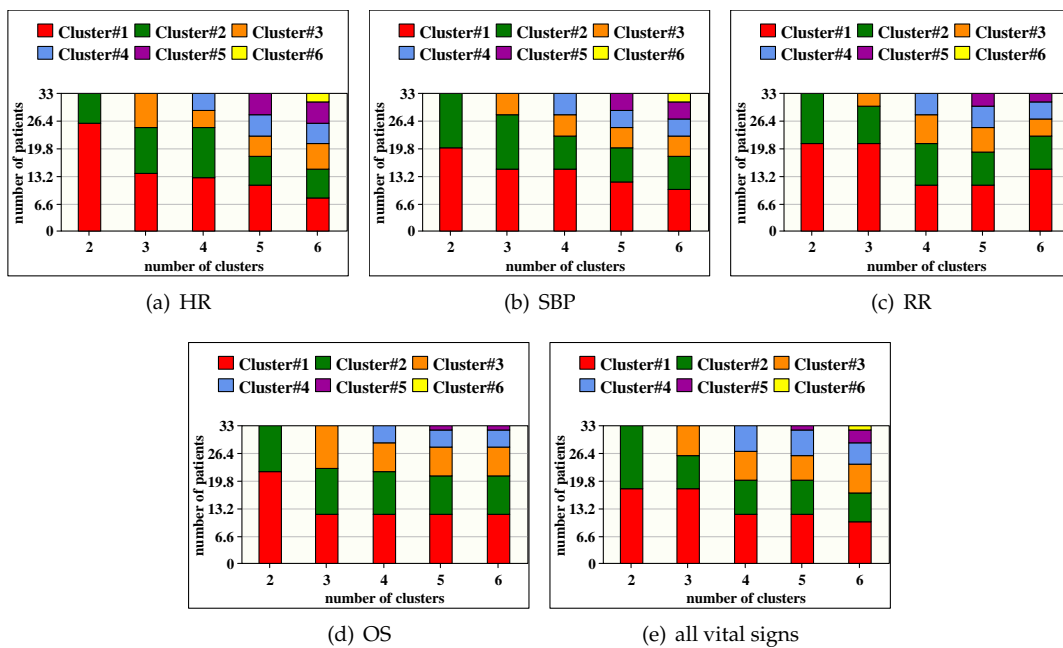 Cluster#1 Cluster#2 Cluster#3
Cluster#4 Cluster#5 Cluster#6
number of patients
33
26.4
19.8
13.2
6.6
0
2 3 4 5 6
number of clusters
(a) HR
Cluster#1 Cluster#2 Cluster#3
Cluster#4 Cluster#5 Cluster#6
number of patients
33
26.4
19.8
13.2
6.6
0
2 3 4 5 6
number of clusters
(b) SBP
Cluster#1 Cluster#2 Cluster#3
Cluster#4 Cluster#5 Cluster#6
number of patients
33
26.4
19.8
13.2
6.6
0
2 3 4 5 6
number of clusters
(c) RR
Cluster#1 Cluster#2 Cluster#3
Cluster#4 Cluster#5 Cluster#6
number of patients
33
26.4
19.8
13.2
6.6
0
2 3 4 5 6
number of clusters
(d) OS
Cluster#1 Cluster#2 Cluster#3
Cluster#4 Cluster#5 Cluster#6
number of patients
33
26.4
19.8
13.2
6.6
0
2 3 4 5 6
number of clusters
(e) all vital signs